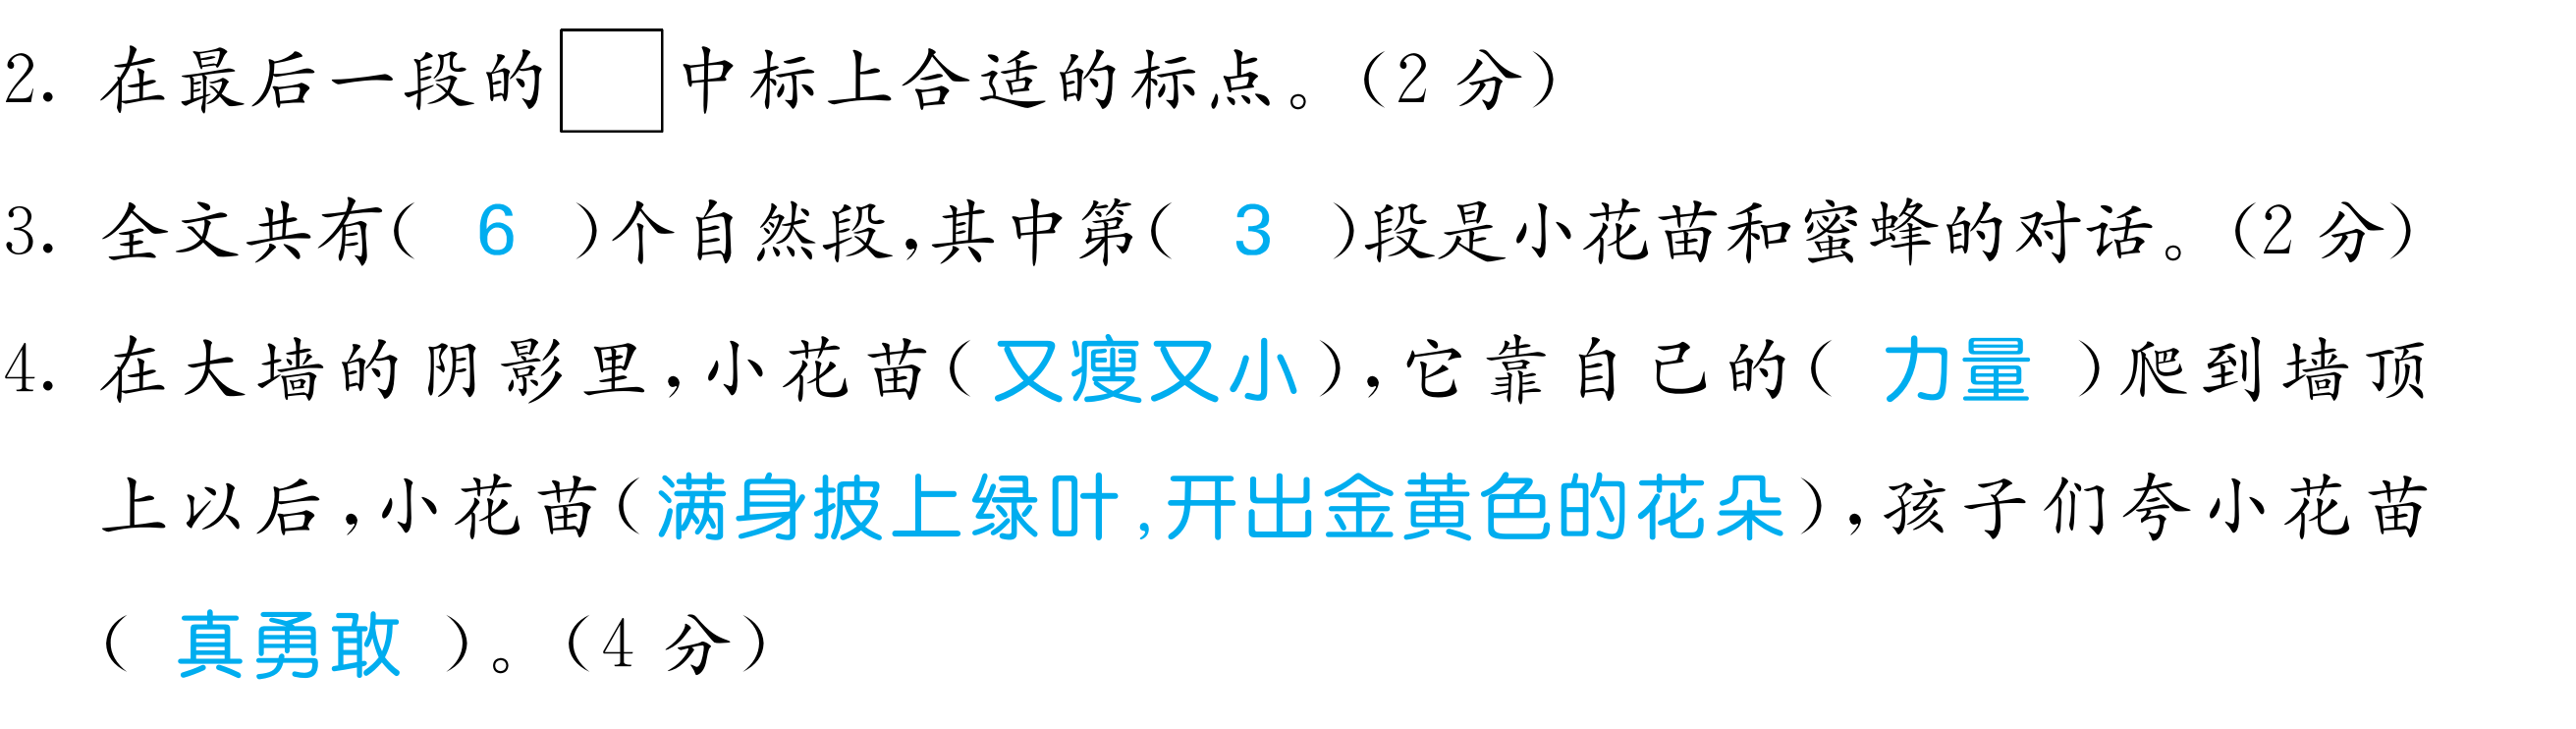 2. 在最后一段的□中标上合适的标点。(2 分)
3. 全文共有( 6 )个自然段,其中第( 3 )段是小花苗和蜜蜂的对话。(2 分)
4. 在大墙的阴影里,小花苗(又瘦又小),它靠自己的( 力量 )爬到墙顶
上以后,小花苗(满身披上绿叶,开出金黄色的花朵),孩子们夸小花苗
( 真勇敢 )。(4 分)